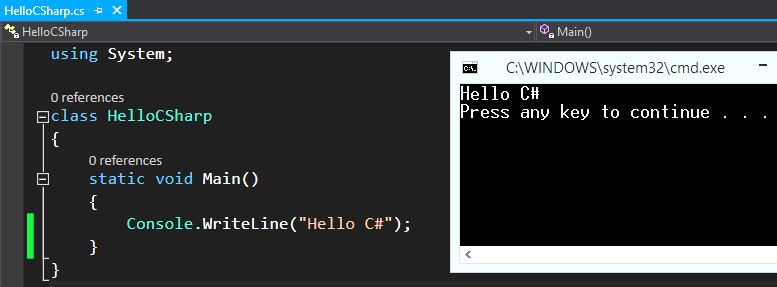 HelloCSharp.cs
HelloCSharp
Main()
using System;
0 references
class HelloCSharp
{
0 references
static void Main()
{
Console.WriteLine("Hello C#");
}
}
C:\WINDOWS\system32\cmd.exe
C:\.
Hello C#
Press any key to continue . . .